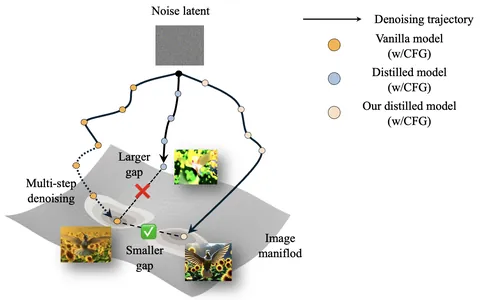 Noise latent
Denoising trajectory
Vanilla model
(w/CFG)
Distilled model
(w/CFG)
Our distilled model
(w/CFG)
Larger
gap
Multi-step
denoising
Smaller
gap
Image
maniflod